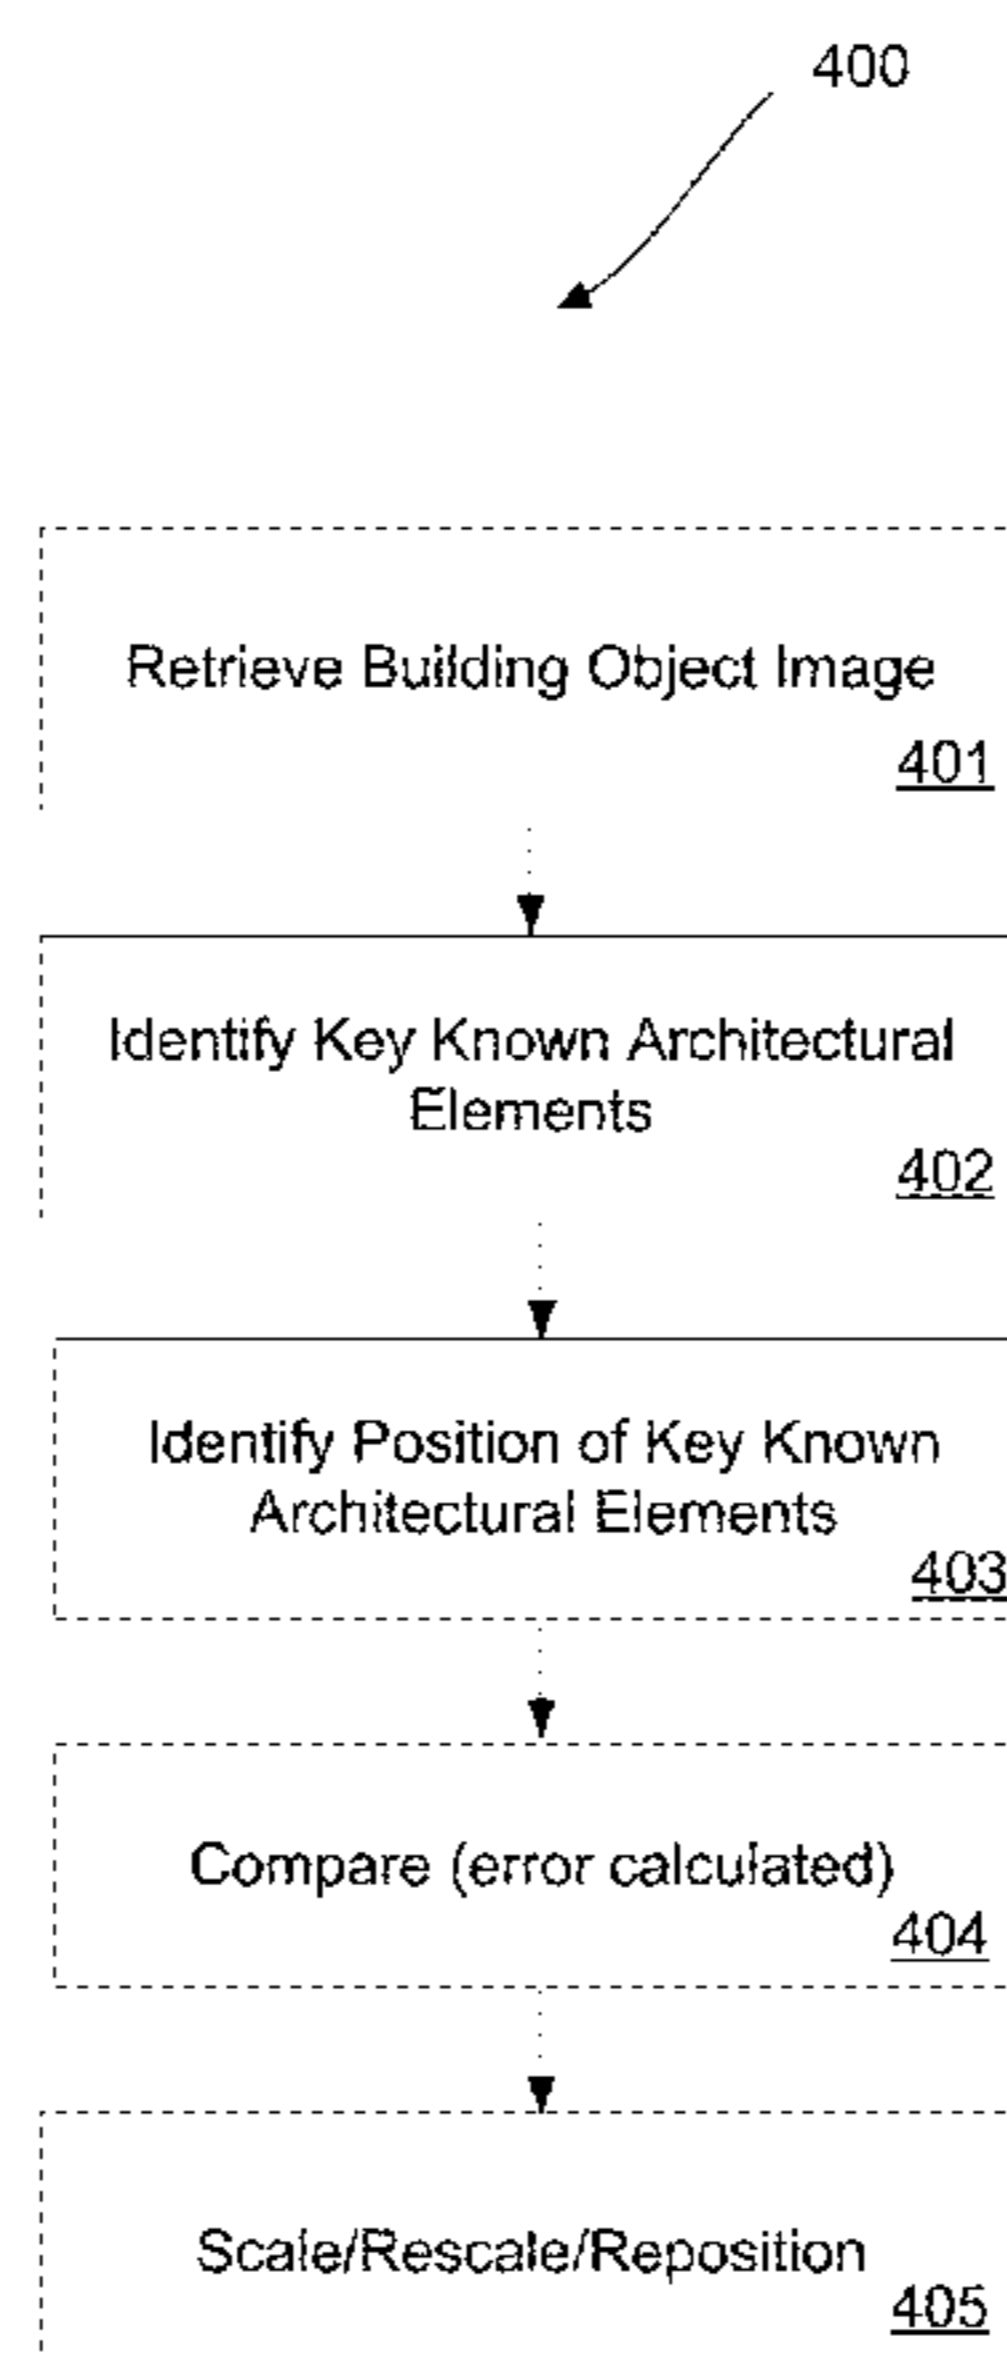 400
Retrieve Building Object Image
401
Identify Key Known Architectural
Elements
402
Identify Position of Key Known
Architectural Elements
403
Compare (error calculated)
404
Scale/Rescale/Reposition
405